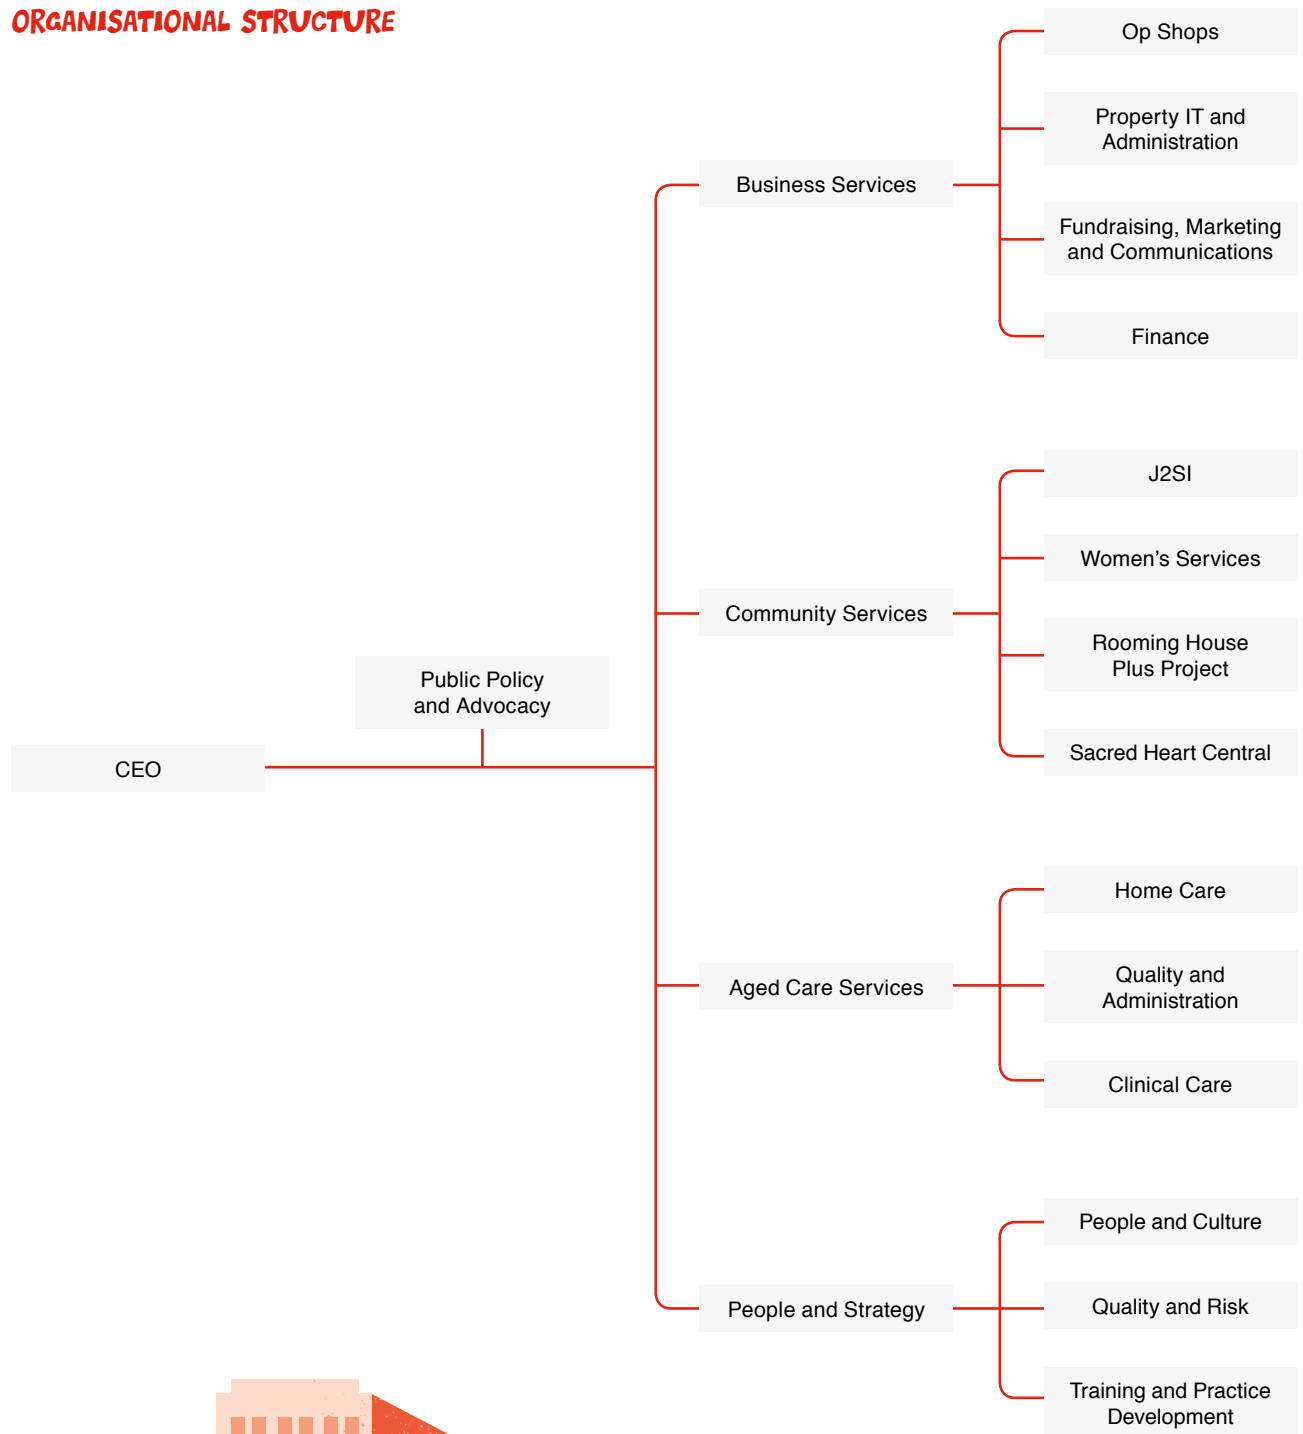 ORGANISATIONAL STRUCTURE
Op Shops
Property IT and
Administration
Business Services
Fundraising, Marketing
and Communications
Finance
J2SI
Women’s Services
Community Services
Rooming House
Plus Project
Sacred Heart Central
Public Policy
and Advocacy
CEO
Home Care
Aged Care Services
Quality and
Administration
Clinical Care
People and Culture
People and Strategy
Quality and Risk
Training and Practice
Development